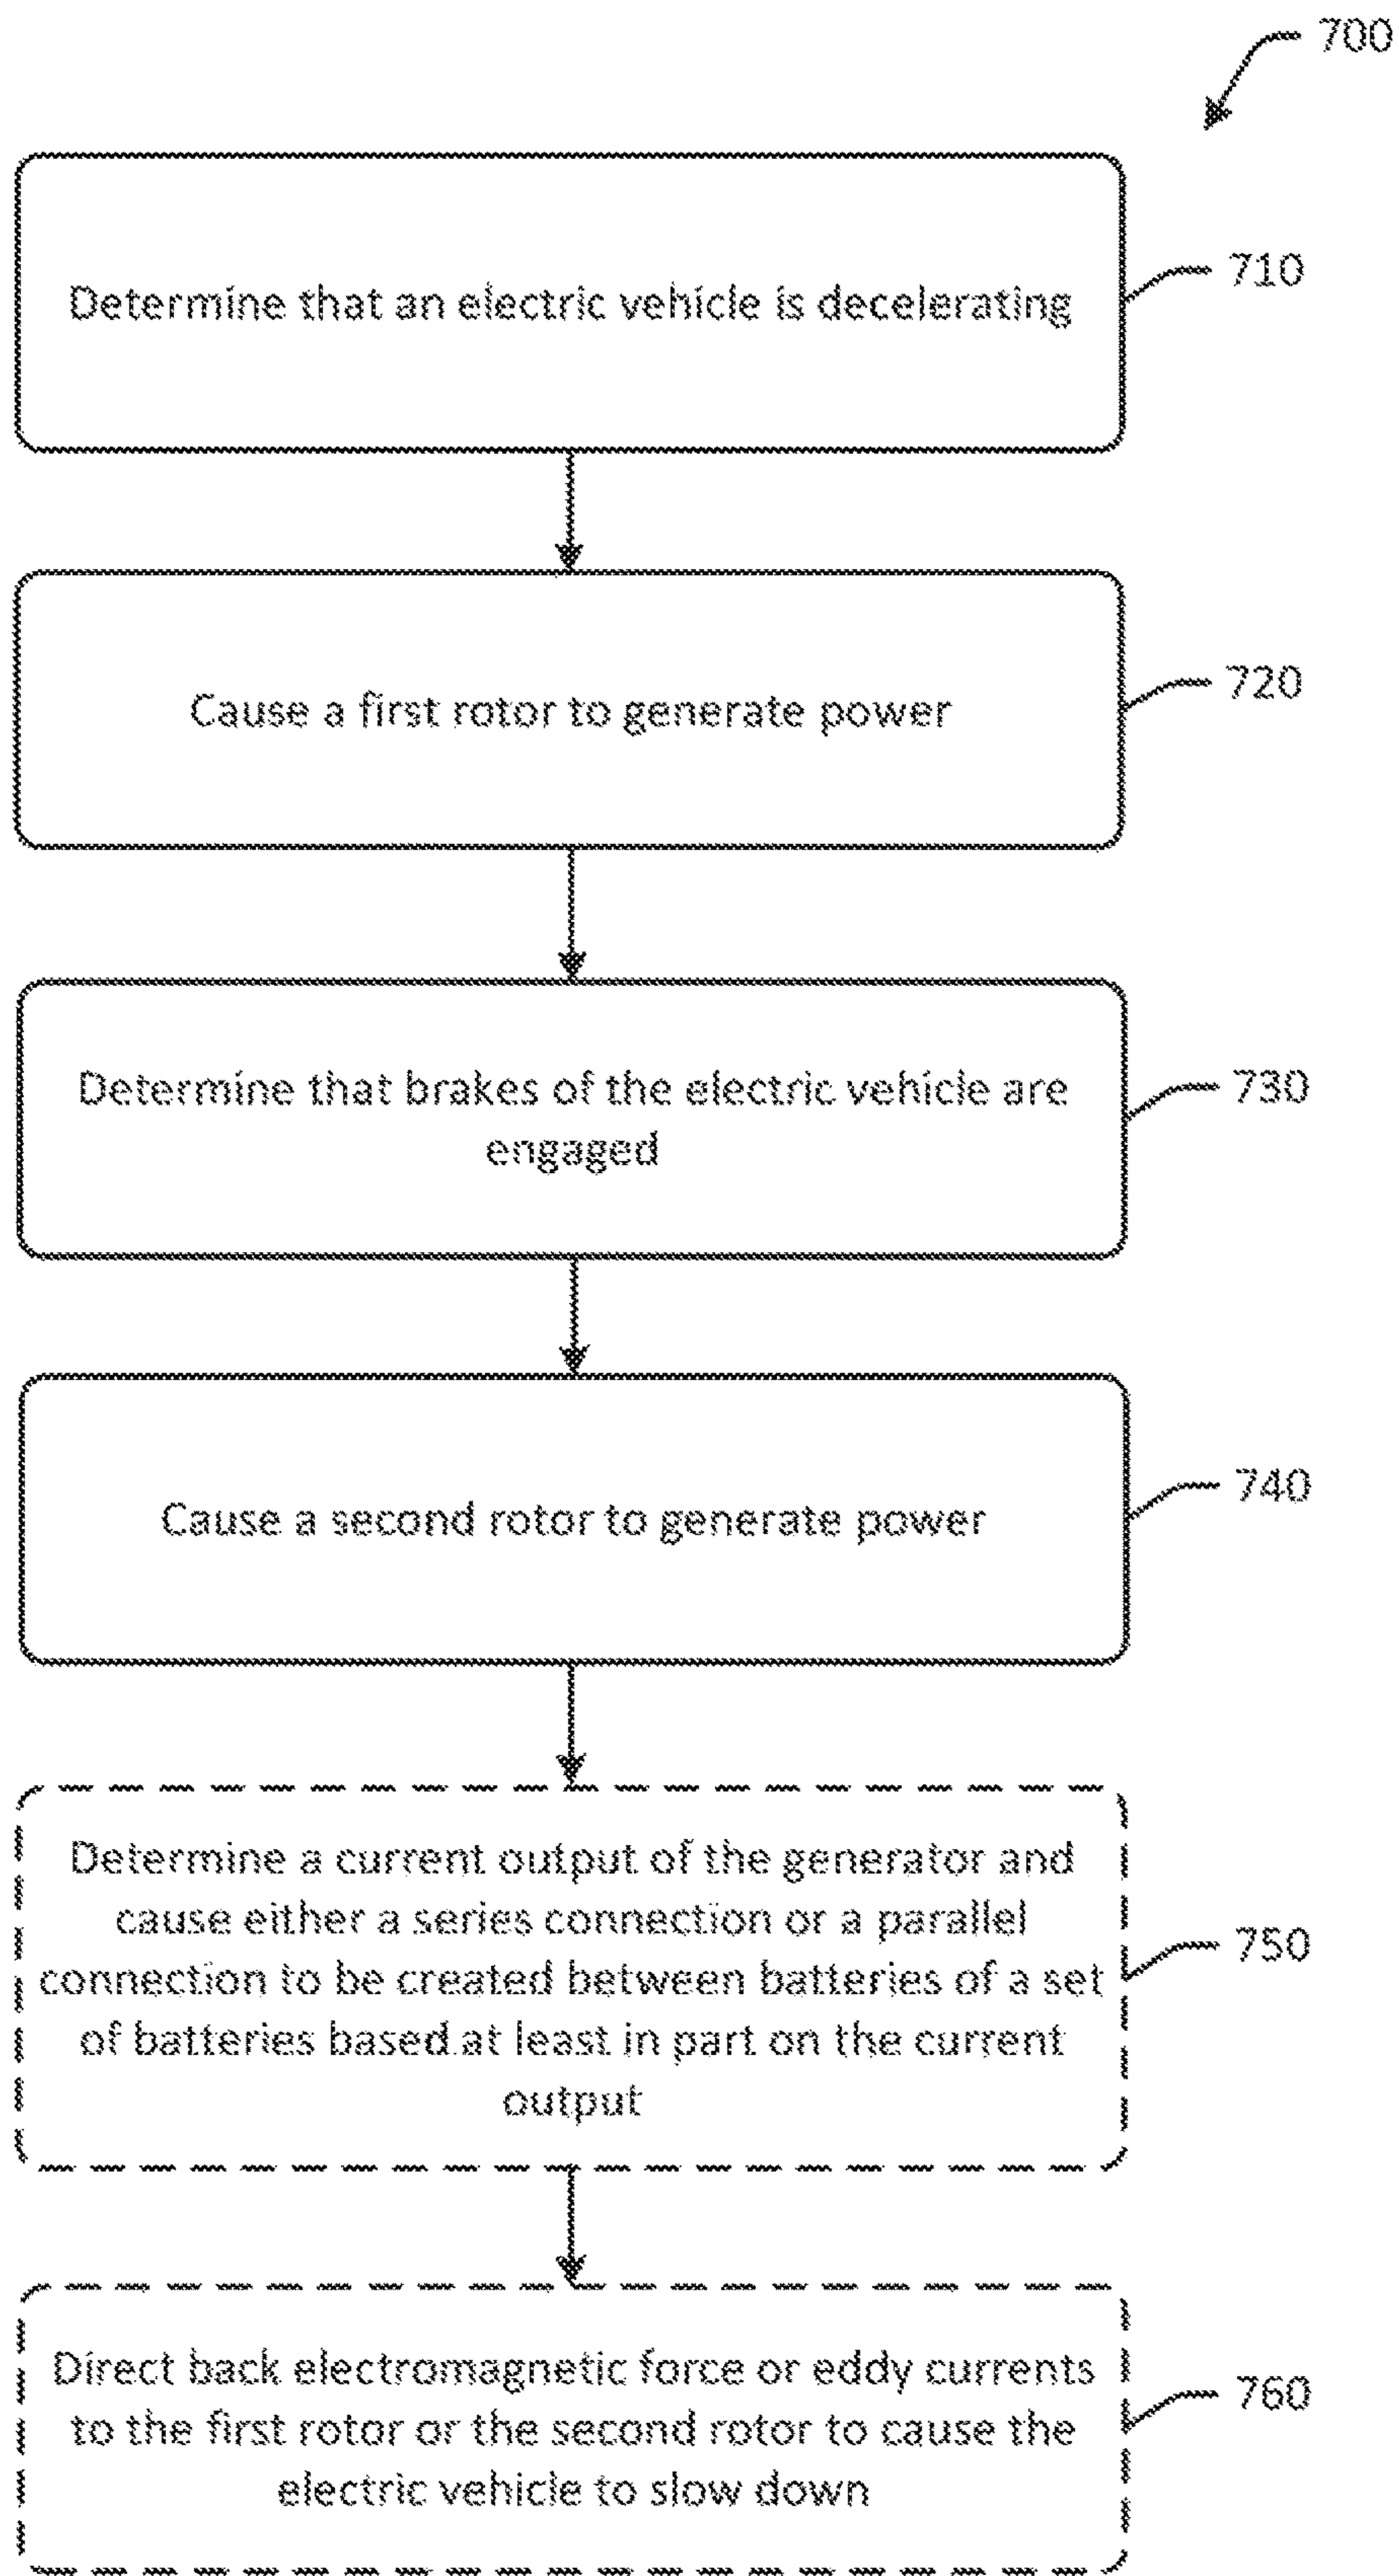 700
Determine that an electric vehicle is decelerating
710
Cause a first rotor to generate power
720
Determine that brakes of the electric vehicle are
engaged
730
Cause a second rotor to generate power
740
Determine a current output of the generator and
cause either a series connection or a parallel
connection to be created between batteries of a set
of batteries based at least in part on the current
output
750
Direct back electromagnetic force or eddy currents
to the first rotor or the second rotor to cause the
electric vehicle to slow down
760